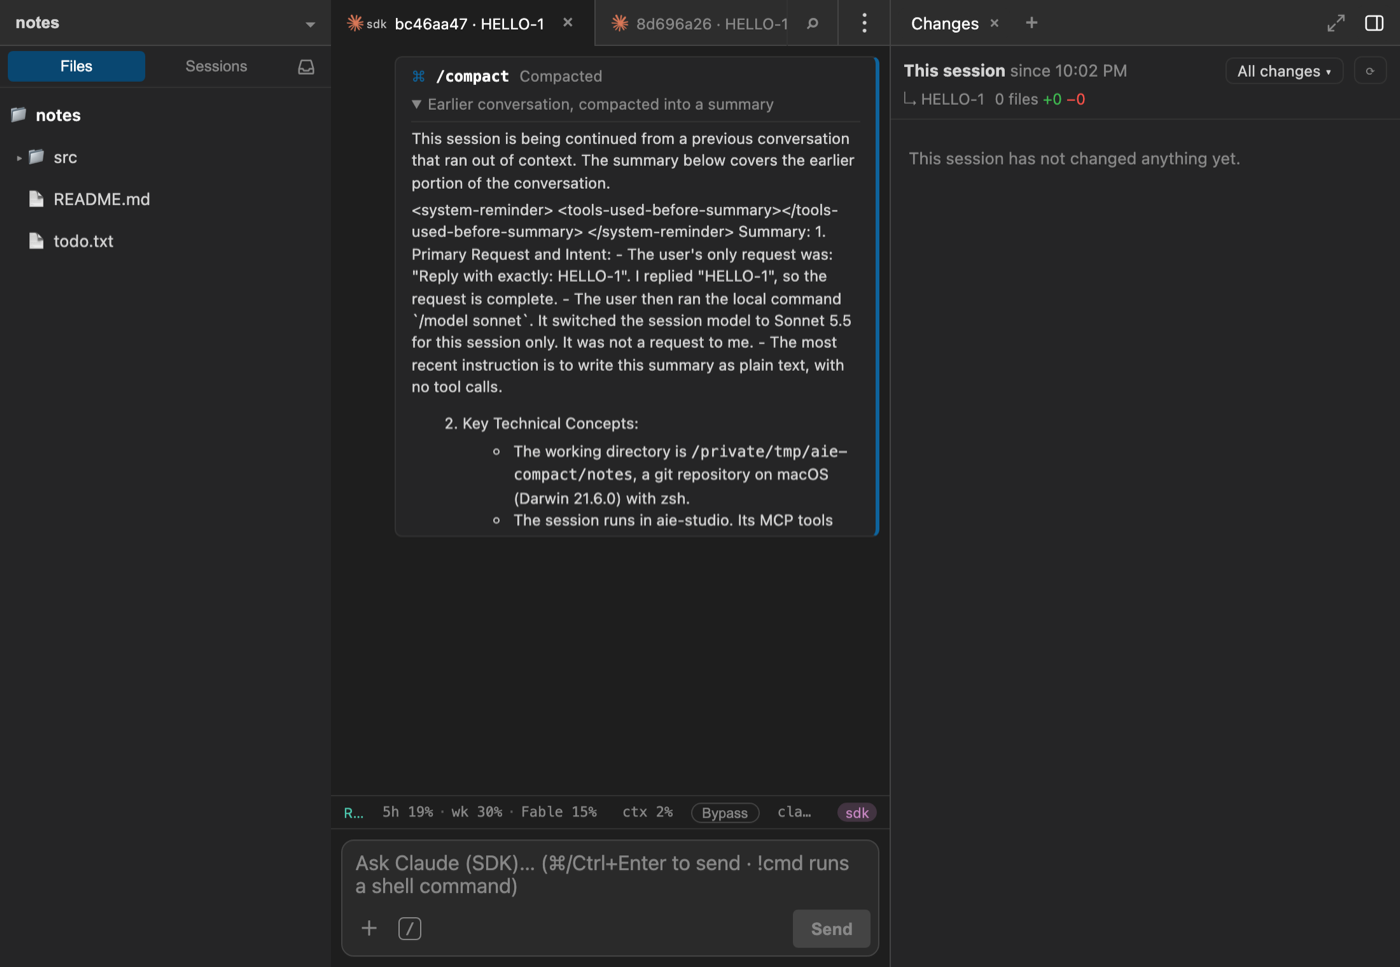 notes
Files
Sessions
notes
src
README.md
todo.txt
sdk bc46aa47 · HELLO-1 ×
8d696a26 · HELLO-1
⌘ /compact Compacted
▼ Earlier conversation, compacted into a summary
This session is being continued from a previous conversation
that ran out of context. The summary below covers the earlier
portion of the conversation.
<system-reminder> <tools-used-before-summary></tools-
used-before-summary> </system-reminder> Summary: 1.
Primary Request and Intent: - The user's only request was:
"Reply with exactly: HELLO-1". I replied "HELLO-1", so the
request is complete. - The user then ran the local command
`/model sonnet`. It switched the session model to Sonnet 5.5
for this session only. It was not a request to me. - The most
recent instruction is to write this summary as plain text, with
no tool calls.
2. Key Technical Concepts:
The working directory is /private/tmp/aie-
compact/notes, a git repository on macOS
(Darwin 21.6.0) with zsh.
The session runs in aie-studio. Its MCP tools
R… 5h 19% · wk 30% · Fable 15% ctx 2% Bypass cla… sdk
Ask Claude (SDK)… (⌘/Ctrl+Enter to send · !cmd runs
a shell command)
+ / Send
Changes × +
This session since 10:02 PM
All changes ▾
HELLO-1 0 files +0 −0
This session has not changed anything yet.